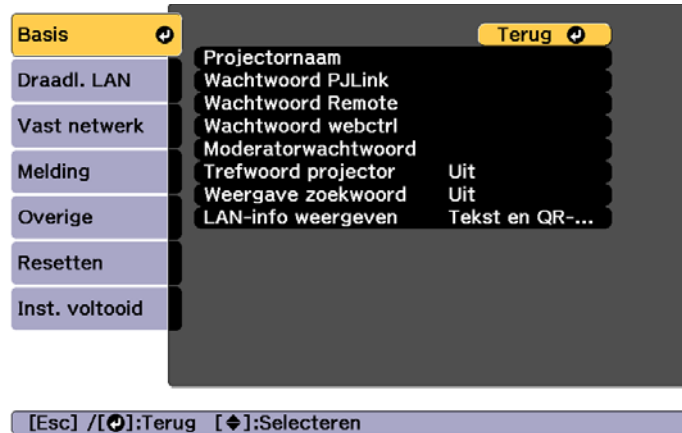 Basis
Draadl. LAN
Vast netwerk
Melding
Overige
Resetten
Inst. voltooid
Terug
Projectornaam
Wachtwoord PJLink
Wachtwoord Remote
Wachtwoord webctrl
Moderatorwachtwoord
Trefwoord projector Uit
Weergave zoekwoord Uit
LAN-info weergeven Tekst en QR-...
[Esc] /[↵]:Terug [◆]:Selecteren